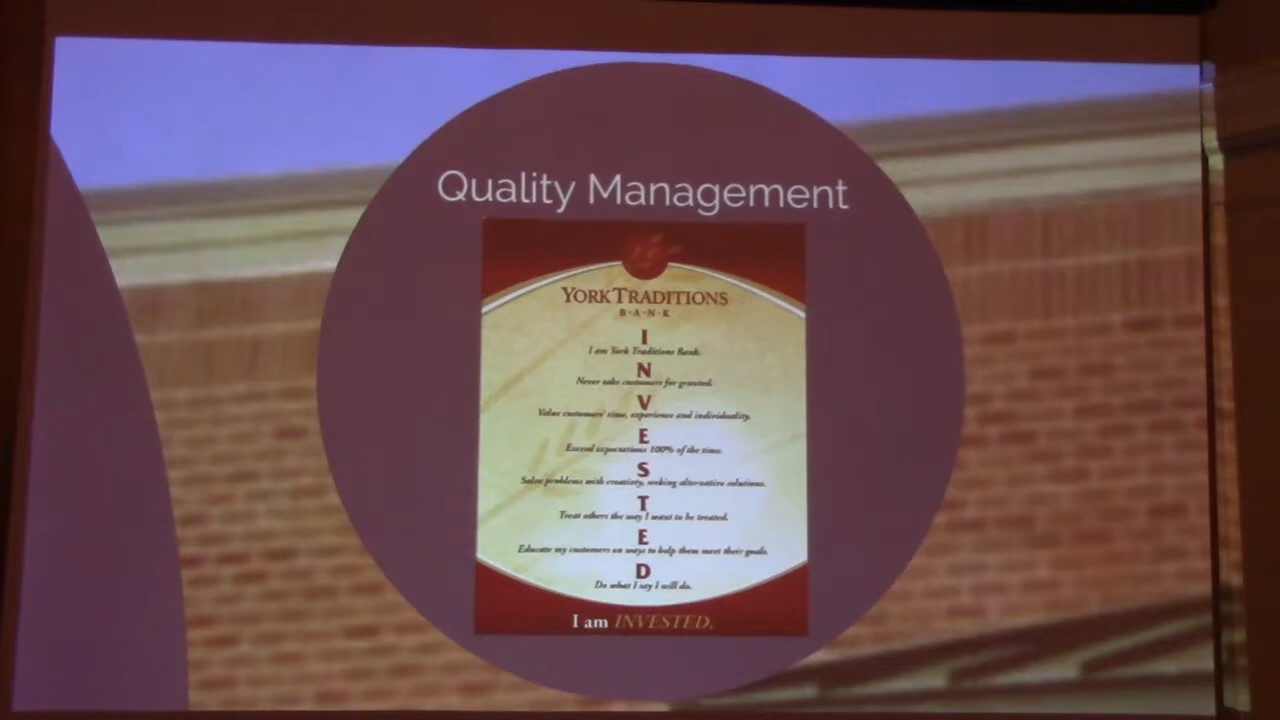 Quality Management
YORK TRADITIONS
B·A·N·K
I
I am York Traditions Bank.
N
Never take customers for granted.
V
Value customers' time, experience and individuality.
E
Exceed expectations 100% of the time.
S
Solve problems with creativity, seeking alternative solutions.
T
Treat others the way I want to be treated.
E
Educate my customers on ways to help them meet their goals.
D
Do what I say I will do.
I am INVESTED.